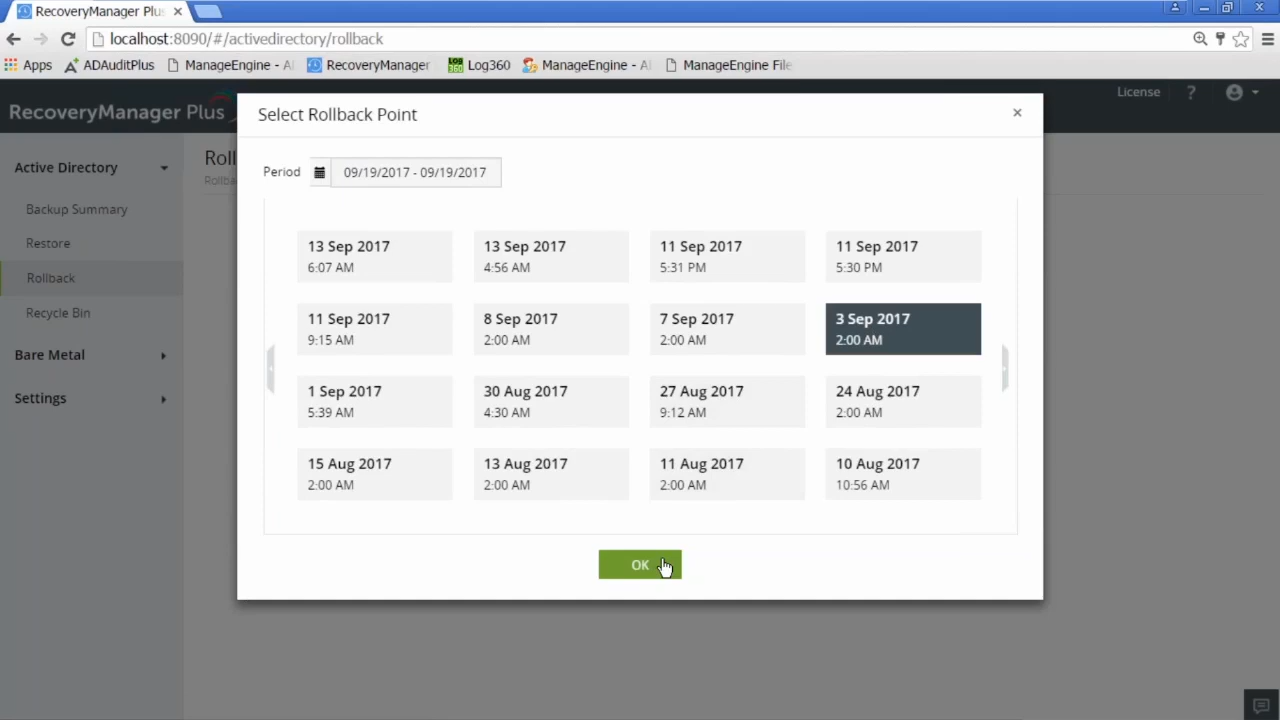 RecoveryManager Plu
localhost:8090/#/activedirectory/rollback
Apps ADAuditPlus ManageEngine - Al RecoveryManager Log360 ManageEngine - Al ManageEngine File
RecoveryManager Plus
License ?
Select Rollback Point ×
Active Directory
Backup Summary
Restore
Rollback
Recycle Bin
Bare Metal
Settings
Rol
Rollba
Period 09/19/2017 - 09/19/2017
13 Sep 2017
6:07 AM
13 Sep 2017
4:56 AM
11 Sep 2017
5:31 PM
11 Sep 2017
5:30 PM
11 Sep 2017
9:15 AM
8 Sep 2017
2:00 AM
7 Sep 2017
2:00 AM
3 Sep 2017
2:00 AM
1 Sep 2017
5:39 AM
30 Aug 2017
4:30 AM
27 Aug 2017
9:12 AM
24 Aug 2017
2:00 AM
15 Aug 2017
2:00 AM
13 Aug 2017
2:00 AM
11 Aug 2017
2:00 AM
10 Aug 2017
10:56 AM
OK